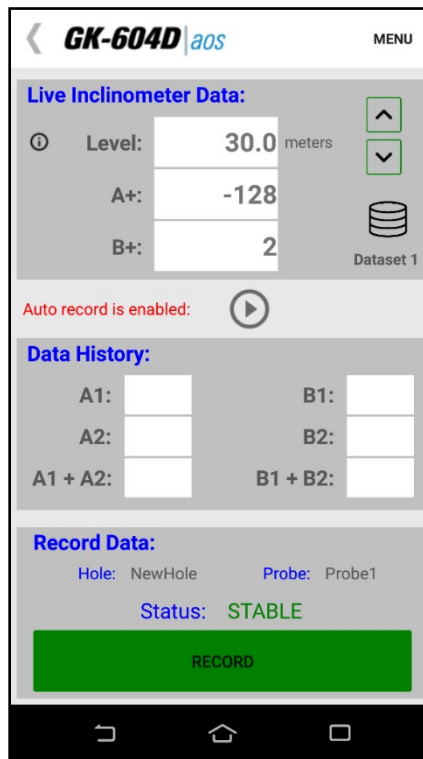 GK-604D|aos MENU
Live Inclinometer Data:
Level: 30.0 meters
A+: -128
B+: 2
Dataset 1
Auto record is enabled:
Data History:
A1: B1:
A2: B2:
A1 + A2: B1 + B2:
Record Data:
Hole: NewHole Probe: Probe1
Status: STABLE
RECORD